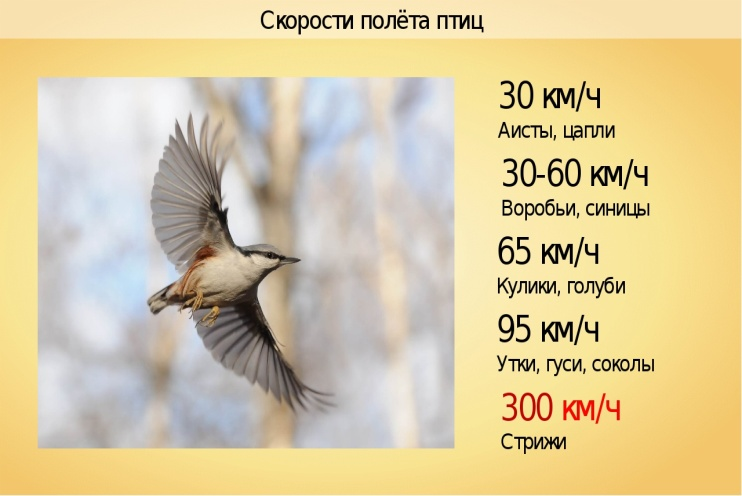 Скорости полёта птиц
30 км/ч
Аисты, цапли
30-60 км/ч
Воробьи, синицы
65 км/ч
Кулики, голуби
95 км/ч
Утки, гуси, соколы
300 км/ч
Стрижи